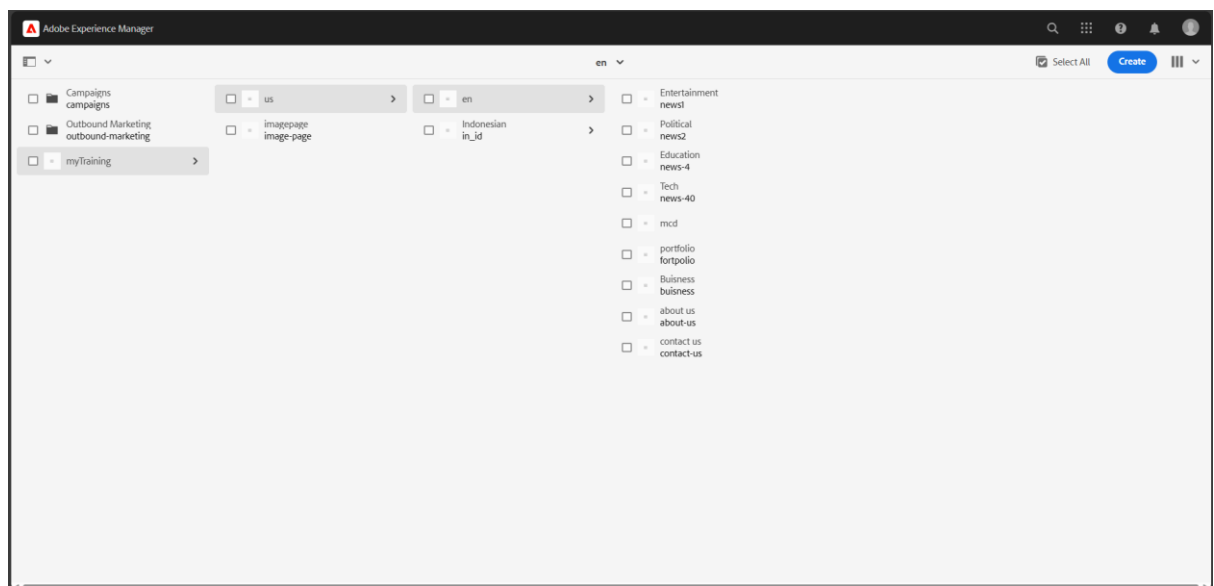 Adobe Experience Manager
en
Select All
Create
Campaigns
campaigns
Outbound Marketing
outbound-marketing
myTraining
us
imagepage
image-page
en
Indonesian
in_id
Entertainment
news1
Political
news2
Education
news-4
Tech
news-40
mcd
portfolio
fortpolio
Buisness
buisness
about us
about-us
contact us
contact-us